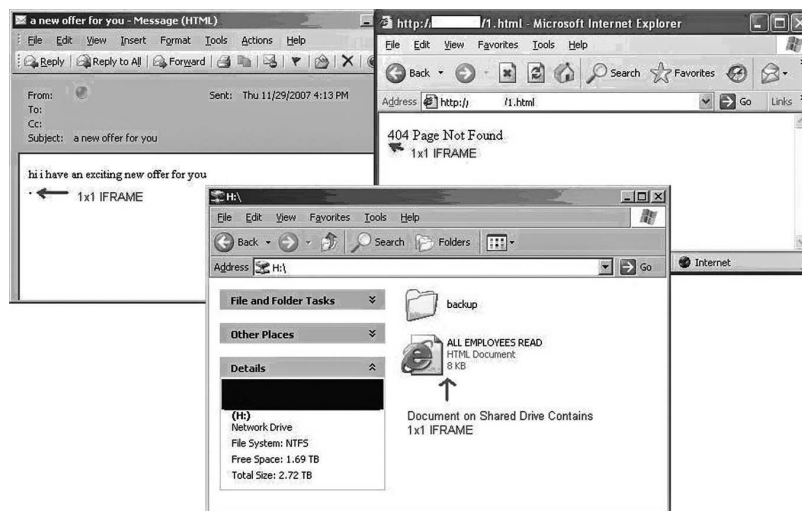 a new offer for you - Message (HTML)
File Edit View Insert Format Tools Actions Help
Reply Reply to All Forward
From: Sent: Thu 11/29/2007 4:13 PM
To:
Cc:
Subject: a new offer for you
hi i have an exciting new offer for you
1x1 IFRAME
http:// /1.html - Microsoft Internet Explorer
File Edit View Favorites Tools Help
Back Search Favorites
Address http:// /1.html Go Links
404 Page Not Found
1x1 IFRAME
Internet
H:\
File Edit View Favorites Tools Help
Back Search Folders
Address H:\ Go
File and Folder Tasks
Other Places
Details
(H:)
Network Drive
File System: NTFS
Free Space: 1.69 TB
Total Size: 2.72 TB
backup
ALL EMPLOYEES READ
HTML Document
8 KB
Document on Shared Drive Contains
1x1 IFRAME